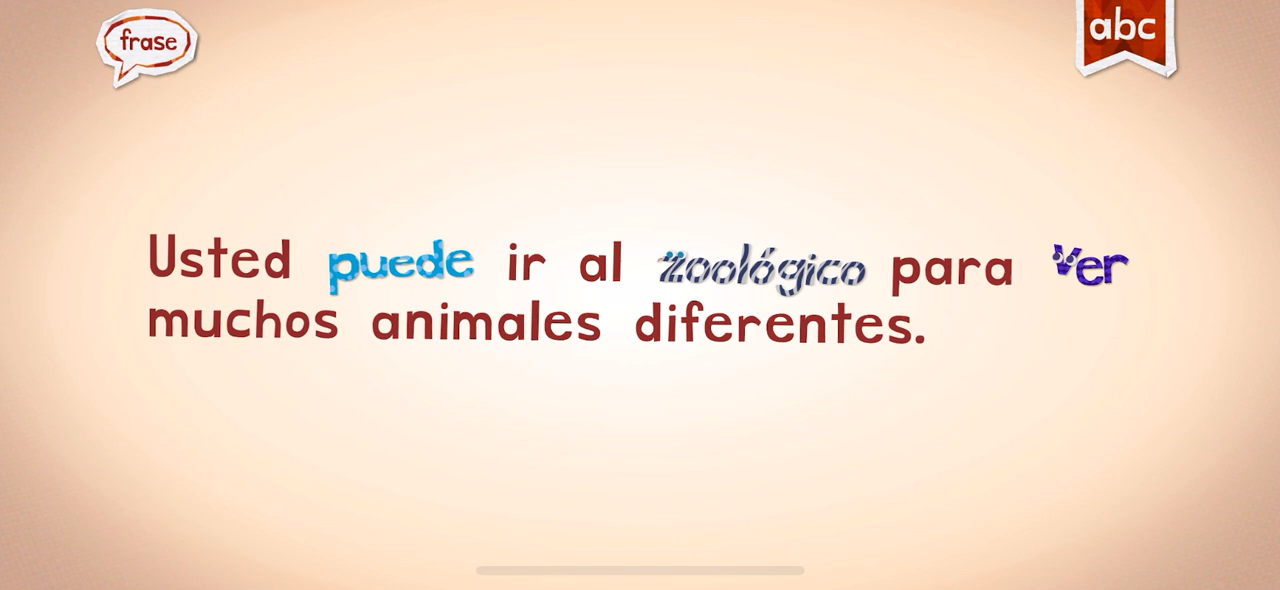 frase
abc
Usted puede ir al zoológico para ver
muchos animales diferentes.